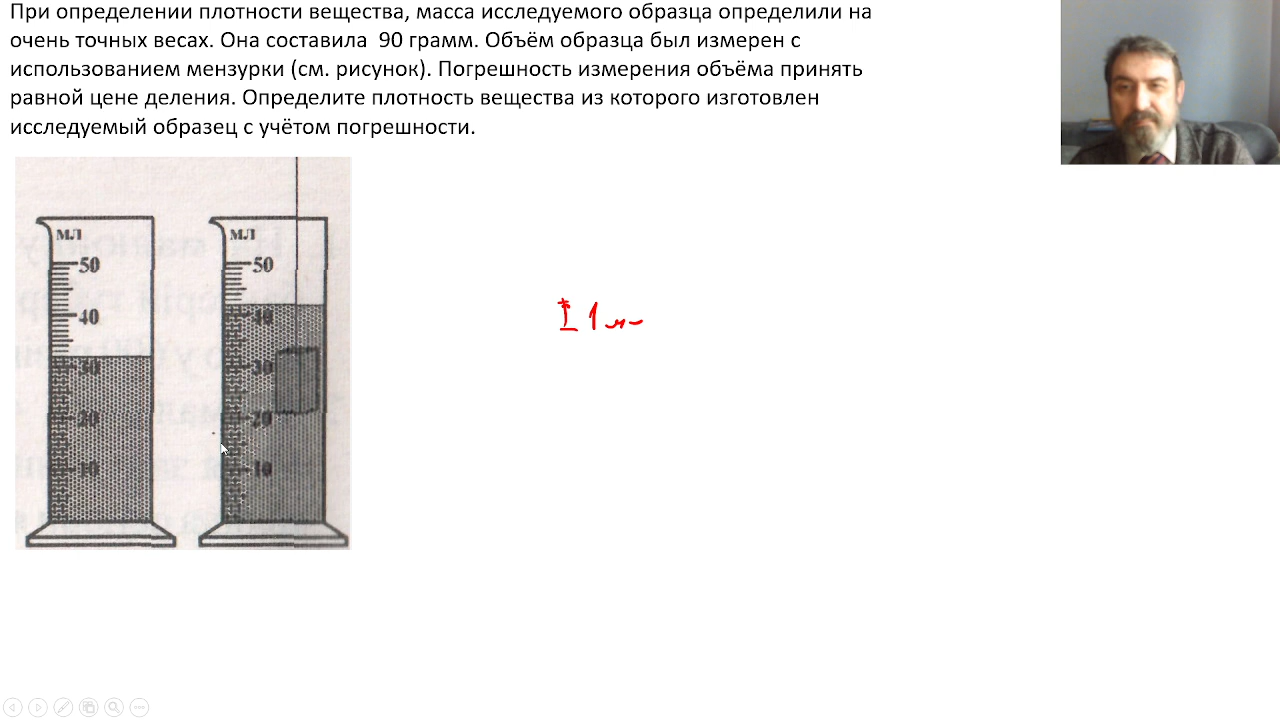 При определении плотности вещества, масса исследуемого образца определили на
очень точных весах. Она составила 90 грамм. Объём образца был измерен с
использованием мензурки (см. рисунок). Погрешность измерения объёма принять
равной цене деления. Определите плотность вещества из которого изготовлен
исследуемый образец с учётом погрешности.
мл
50
40
30
20
10
мл
50
40
30
20
10
± 1 мл